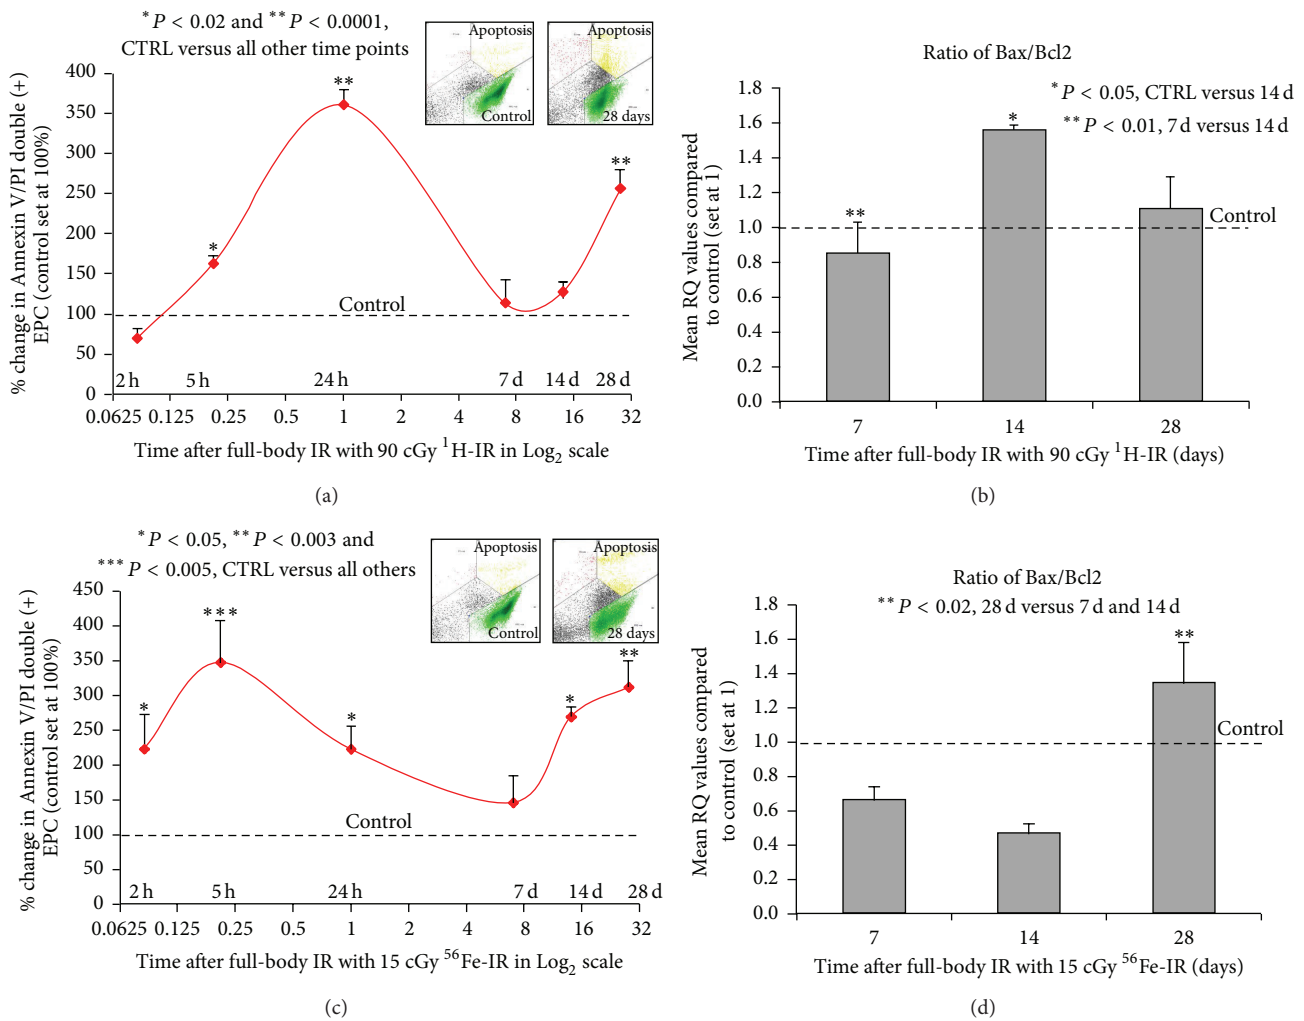 *P < 0.02 and **P < 0.0001,
CTRL versus all other time points
Apoptosis
Control
Apoptosis
28 days
% change in Annexin V/PI double (+)
EPC (control set at 100%)
400
350
300
250
200
150
100
50
0
*
**
**
Control
2 h
5 h
24 h
7 d
14 d
28 d
0.0625 0.125 0.25 0.5 1 2 4 8 16 32
Time after full-body IR with 90 cGy ¹H-IR in Log₂ scale
(a)
Ratio of Bax/Bcl2
*P < 0.05, CTRL versus 14 d
**P < 0.01, 7 d versus 14 d
Mean RQ values compared
to control (set at 1)
1.8
1.6
1.4
1.2
1.0
0.8
0.6
0.4
0.2
0.0
**
*
Control
7 14 28
Time after full-body IR with 90 cGy ¹H-IR (days)
(b)
*P < 0.05, **P < 0.003 and
***P < 0.005, CTRL versus all others
Apoptosis
Control
Apoptosis
28 days
% change in Annexin V/PI double (+)
EPC (control set at 100%)
450
400
350
300
250
200
150
100
50
0
*
***
*
*
**
Control
2 h
5 h
24 h
7 d
14 d
28 d
0.0625 0.125 0.25 0.5 1 2 4 8 16 32
Time after full-body IR with 15 cGy ⁵⁶Fe-IR in Log₂ scale
(c)
Ratio of Bax/Bcl2
**P < 0.02, 28 d versus 7 d and 14 d
Mean RQ values compared
to control (set at 1)
1.8
1.6
1.4
1.2
1.0
0.8
0.6
0.4
0.2
0.0
**
Control
7 14 28
Time after full-body IR with 15 cGy ⁵⁶Fe-IR (days)
(d)